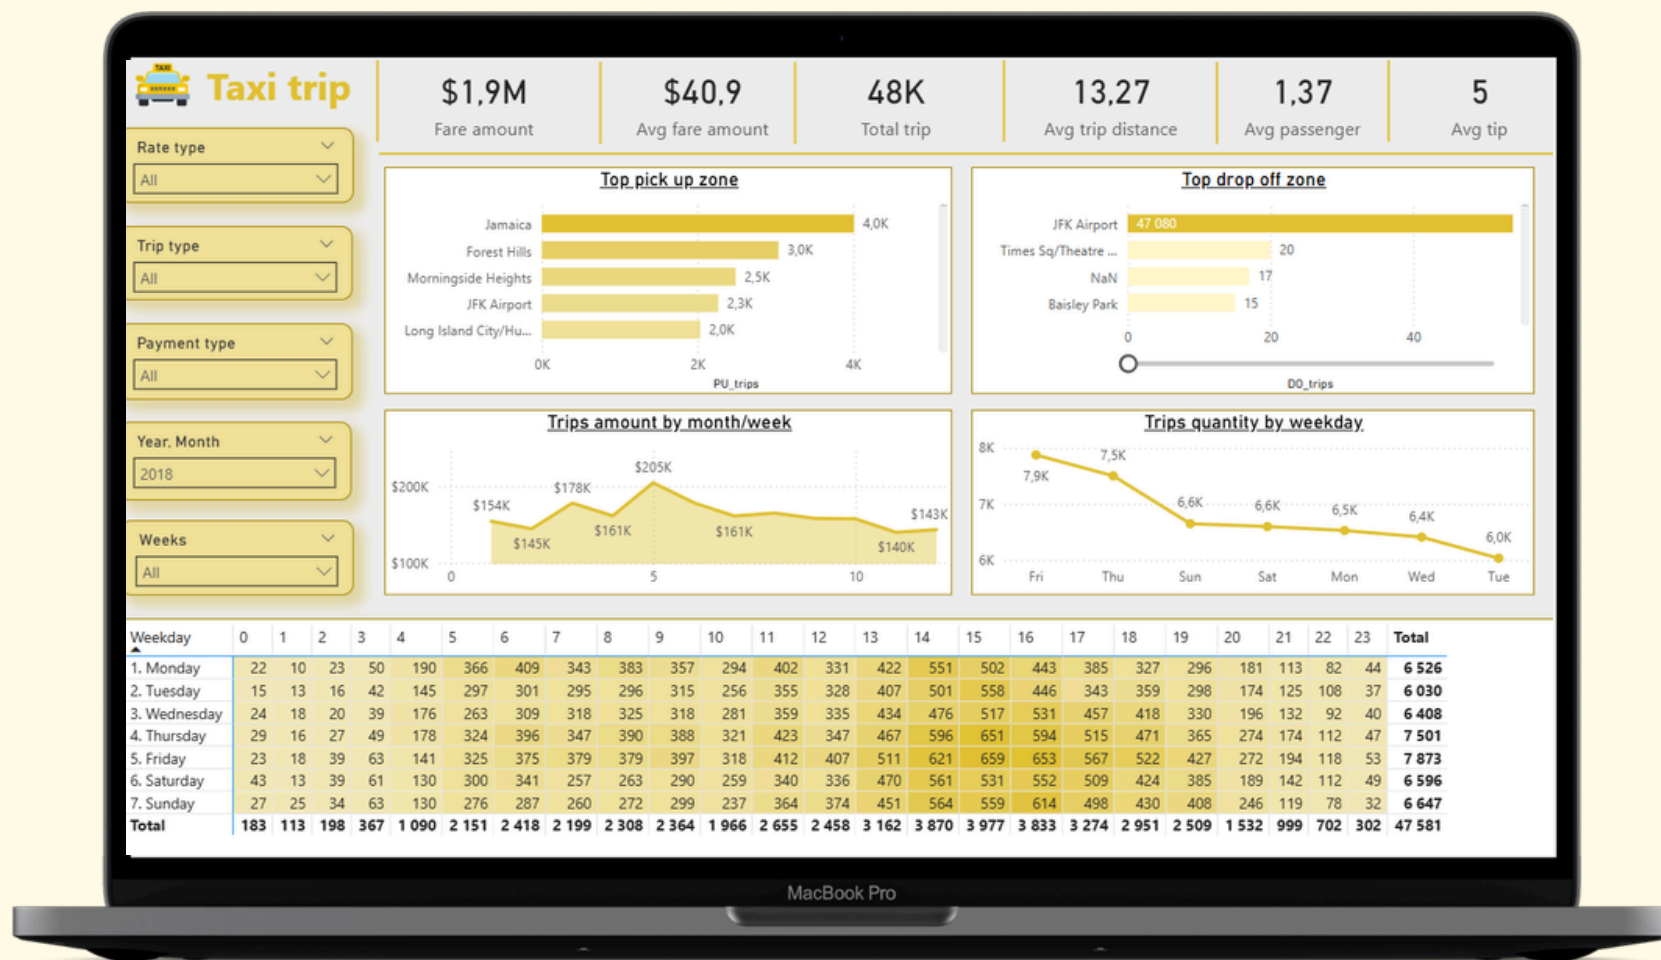 TAXI
Taxi trip
$1,9M
Fare amount
$40,9
Avg fare amount
48K
Total trip
13,27
Avg trip distance
1,37
Avg passenger
5
Avg tip
Rate type
All
Trip type
All
Payment type
All
Year, Month
2018
Weeks
All
Top pick up zone
Jamaica 4,0K
Forest Hills 3,0K
Morningside Heights 2,5K
JFK Airport 2,3K
Long Island City/Hu... 2,0K
0K 2K 4K
PU_trips
Top drop off zone
JFK Airport 47 080
Times Sq/Theatre ... 20
NaN 17
Baisley Park 15
0 20 40
DO_trips
Trips amount by month/week
$205K
$200K $178K
$154K $143K
$161K $161K
$145K $140K
$100K
0 5 10
Trips quantity by weekday
8K
7,9K 7,5K
7K 6,6K 6,6K 6,5K 6,4K
6,0K
6K
Fri Thu Sun Sat Mon Wed Tue
Weekday 0 1 2 3 4 5 6 7 8 9 10 11 12 13 14 15 16 17 18 19 20 21 22 23 Total
1. Monday 22 10 23 50 190 366 409 343 383 357 294 402 331 422 551 502 443 385 327 296 181 113 82 44 6 526
2. Tuesday 15 13 16 42 145 297 301 295 296 315 256 355 328 407 501 558 446 343 359 298 174 125 108 37 6 030
3. Wednesday 24 18 20 39 176 263 309 318 325 318 281 359 335 434 476 517 531 457 418 330 196 132 92 40 6 408
4. Thursday 29 16 27 49 178 324 396 347 390 388 321 423 347 467 596 651 594 515 471 365 274 174 112 47 7 501
5. Friday 23 18 39 63 141 325 375 379 379 397 318 412 407 511 621 659 653 567 522 427 272 194 118 53 7 873
6. Saturday 43 13 39 61 130 300 341 257 263 290 259 340 336 470 561 531 552 509 424 385 189 142 112 49 6 596
7. Sunday 27 25 34 63 130 276 287 260 272 299 237 364 374 451 564 559 614 498 430 408 246 119 78 32 6 647
Total 183 113 198 367 1 090 2 151 2 418 2 199 2 308 2 364 1 966 2 655 2 458 3 162 3 870 3 977 3 833 3 274 2 951 2 509 1 532 999 702 302 47 581
MacBook Pro